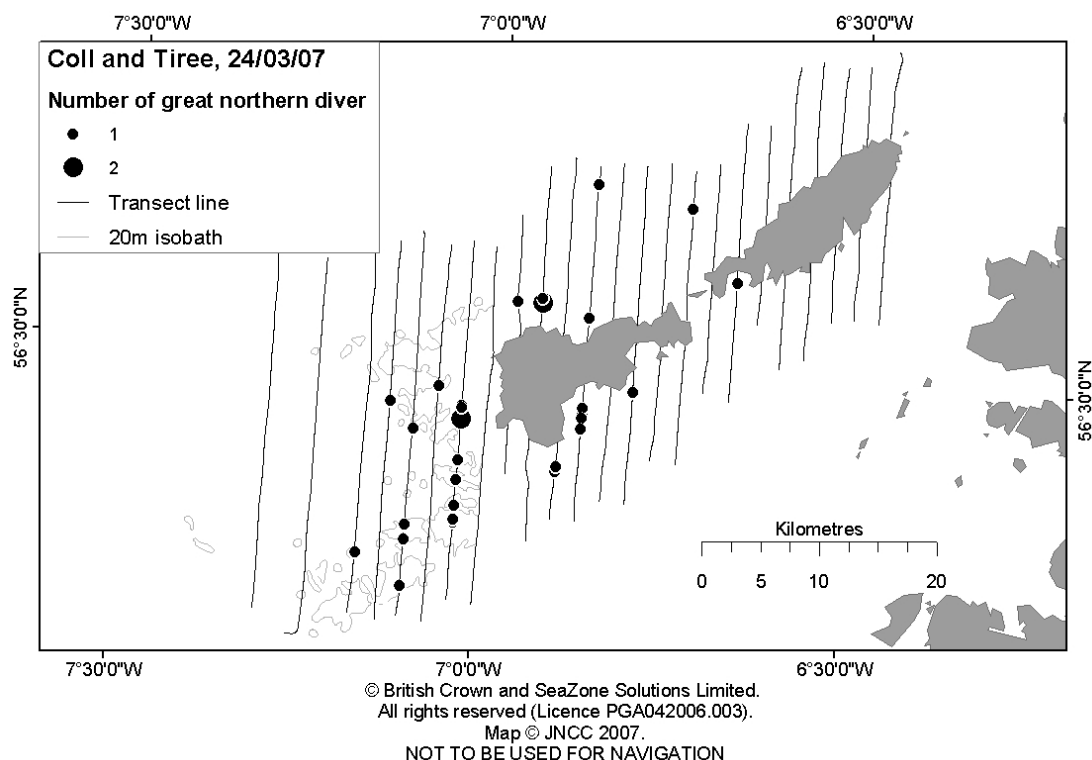 7°30'0"W 7°0'0"W 6°30'0"W
Coll and Tiree, 24/03/07
Number of great northern diver
1
2
Transect line
20m isobath
56°30'0"N
56°30'0"N
Kilometres
0 5 10 20
7°30'0"W 7°0'0"W 6°30'0"W
© British Crown and SeaZone Solutions Limited.
All rights reserved (Licence PGA042006.003).
Map © JNCC 2007.
NOT TO BE USED FOR NAVIGATION